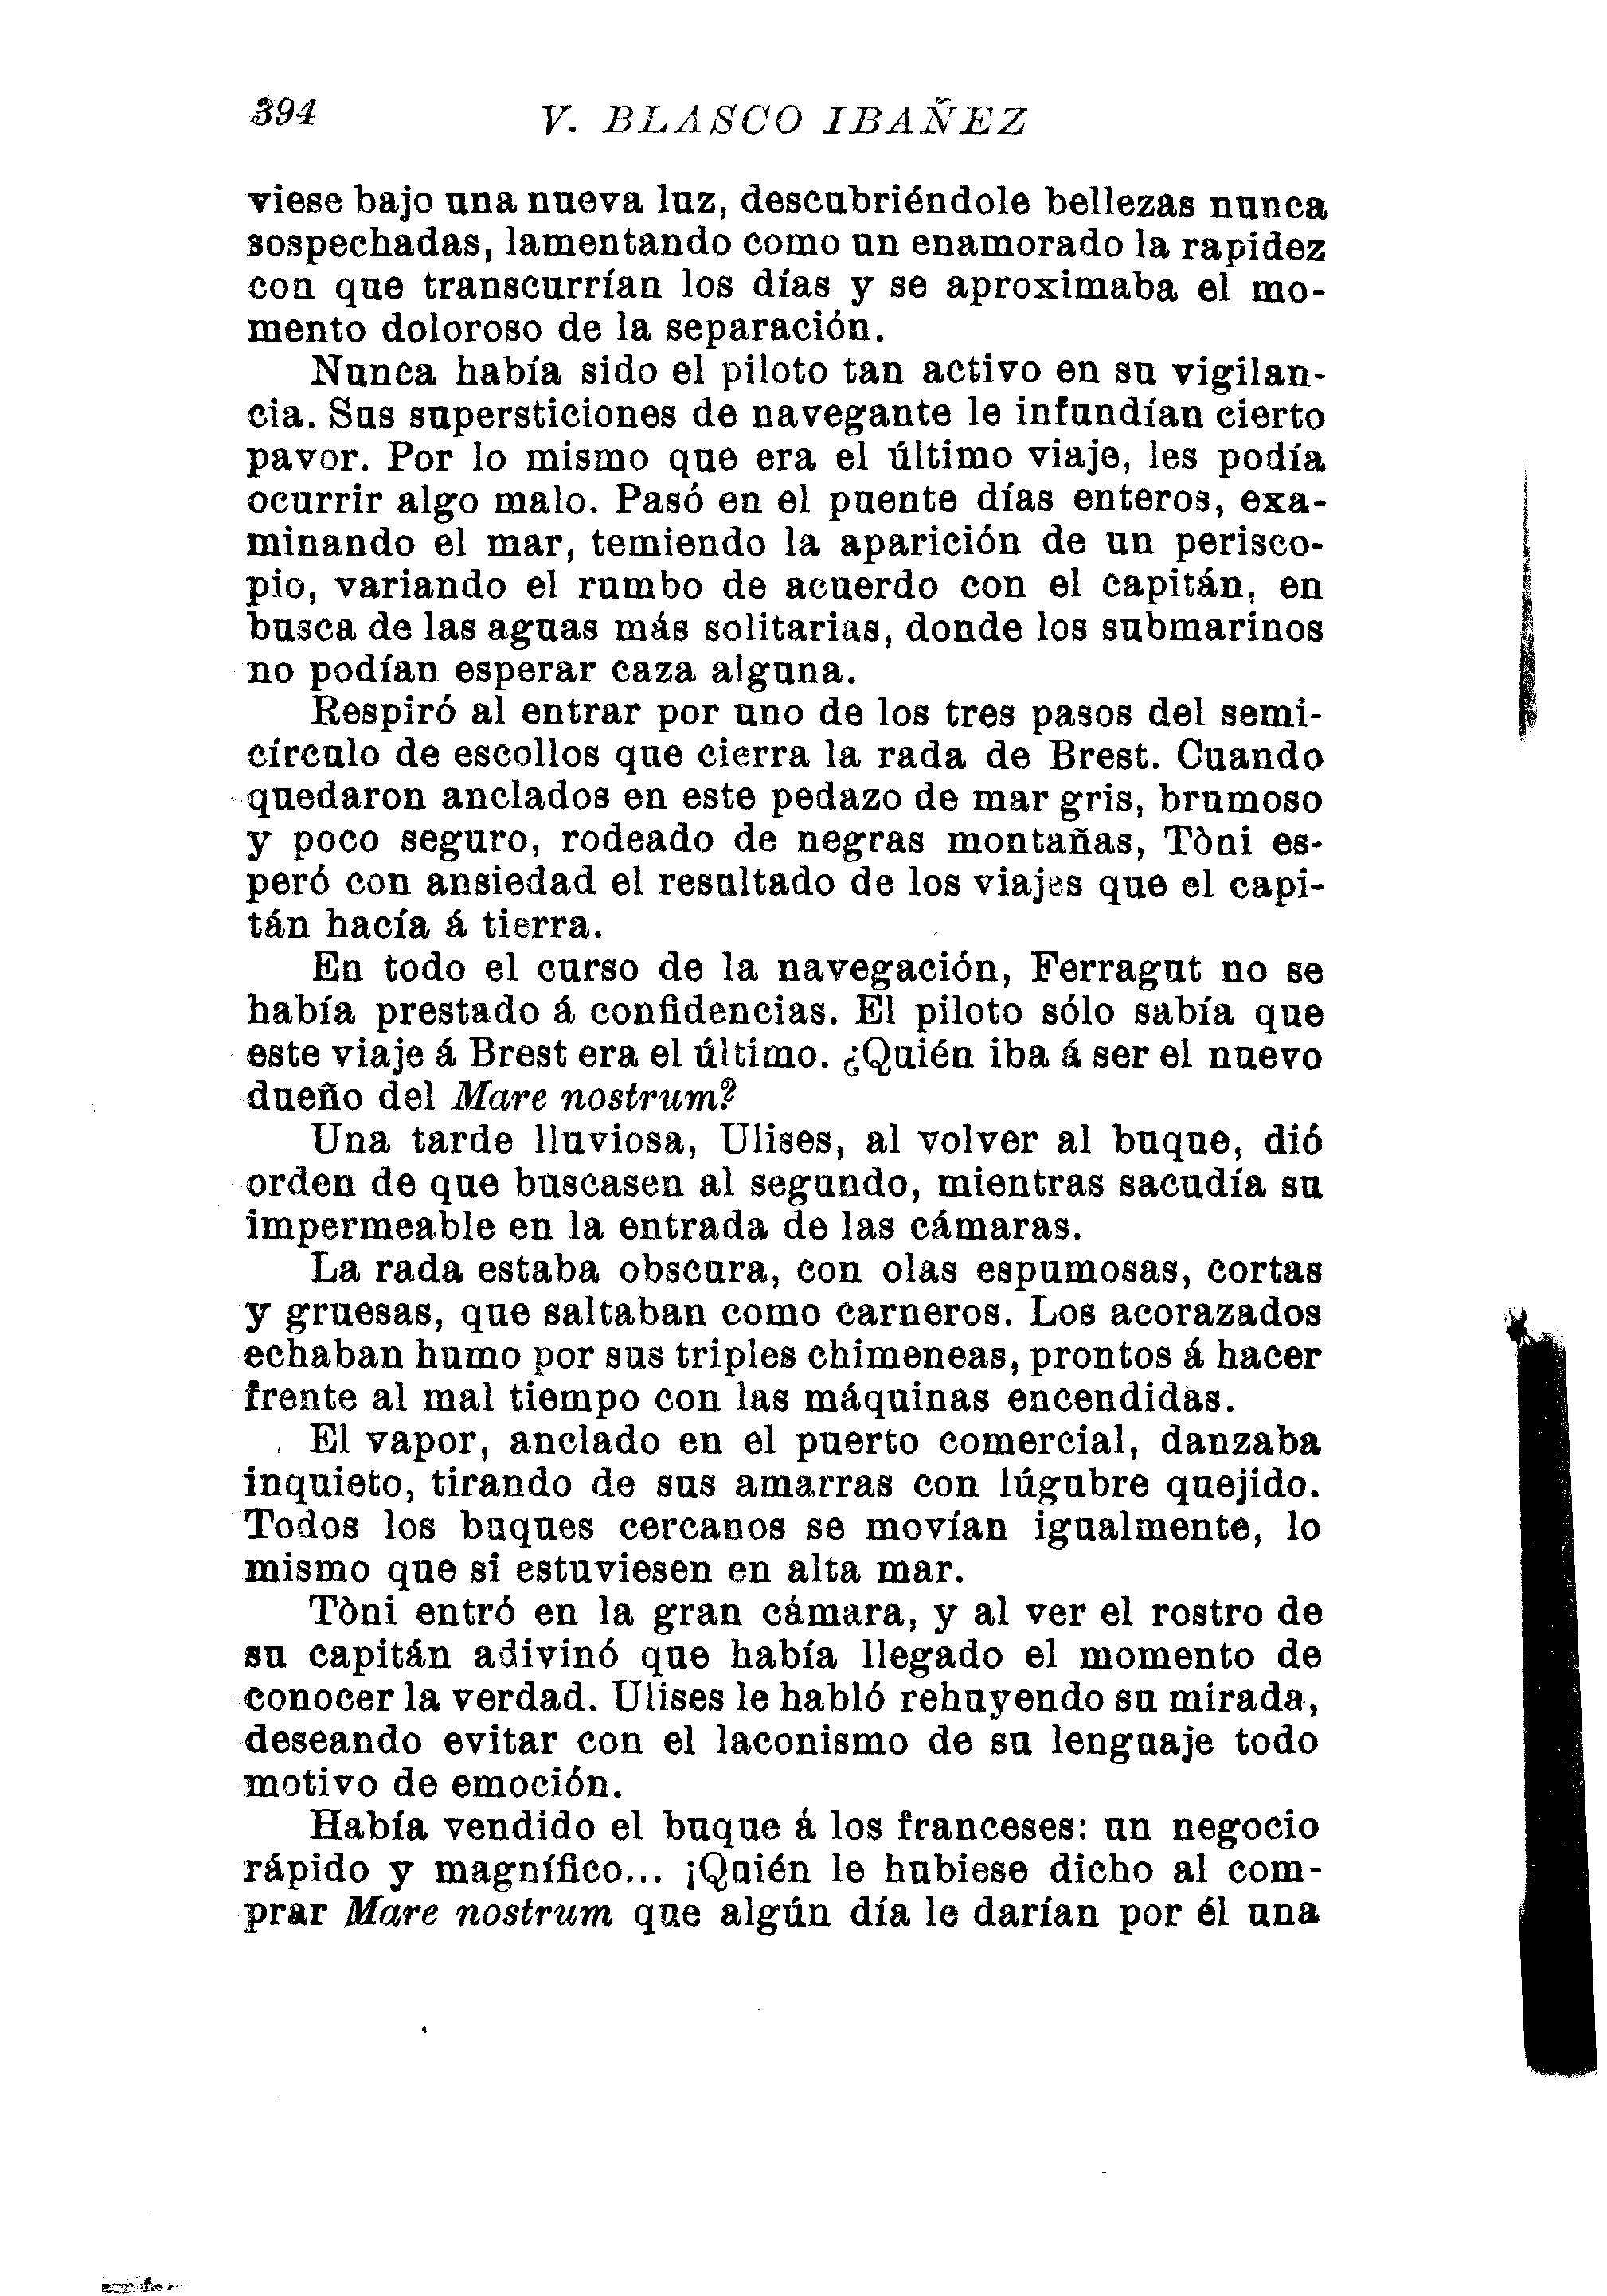 394
V. BLASCO IBAÑEZ
viese bajo una nueva luz, descubriéndole bellezas nunca
sospechadas, lamentando como un enamorado la rapidez
con que transcurrían los días y se aproximaba el mo-
mento doloroso de la separación.
Nunca había sido el piloto tan activo en su vigilan-
cia. Sus supersticiones de navegante le infundían cierto
pavor. Por lo mismo que era el último viaje, les podía
ocurrir algo malo. Pasó en el puente días enteros, exa-
minando el mar, temiendo la aparición de un perisco-
pio, variando el rumbo de acuerdo con el capitán, en
busca de las aguas más solitarias, donde los submarinos
no podían esperar caza alguna.
Respiró al entrar por uno de los tres pasos del semi-
círculo de escollos que cierra la rada de Brest. Cuando
quedaron anclados en este pedazo de mar gris, brumoso
y poco seguro, rodeado de negras montañas, Tòni es-
peró con ansiedad el resultado de los viajes que el capi-
tán hacía á tierra.
En todo el curso de la navegación, Ferragut no se
había prestado á confidencias. El piloto sólo sabía que
este viaje á Brest era el último. ¿Quién iba á ser el nuevo
dueño del Mare nostrum?
Una tarde lluviosa, Ulises, al volver al buque, dió
orden de que buscasen al segundo, mientras sacudía su
impermeable en la entrada de las cámaras.
La rada estaba obscura, con olas espumosas, cortas
y gruesas, que saltaban como carneros. Los acorazados
echaban humo por sus triples chimeneas, prontos á hacer
frente al mal tiempo con las máquinas encendidas.
El vapor, anclado en el puerto comercial, danzaba
inquieto, tirando de sus amarras con lúgubre quejido.
Todos los buques cercanos se movían igualmente, lo
mismo que si estuviesen en alta mar.
Tòni entró en la gran cámara, y al ver el rostro de
su capitán adivinó que había llegado el momento de
conocer la verdad. Ulises le habló rehuyendo su mirada,
deseando evitar con el laconismo de su lenguaje todo
motivo de emoción.
Había vendido el buque á los franceses: un negocio
rápido y magnífico... ¡Quién le hubiese dicho al com-
prar Mare nostrum que algún día le darían por él una